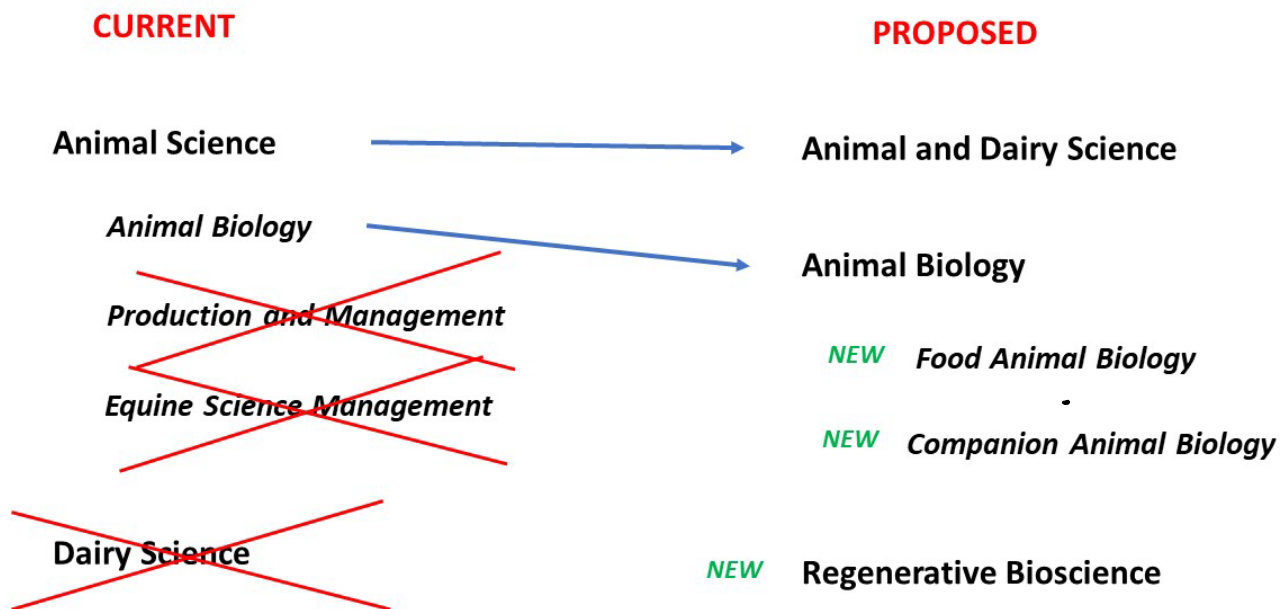 CURRENT
Animal Science
Animal Biology
Production and Management
Equine Science Management
Dairy Science
PROPOSED
Animal and Dairy Science
Animal Biology
NEW Food Animal Biology
NEW Companion Animal Biology
NEW Regenerative Bioscience